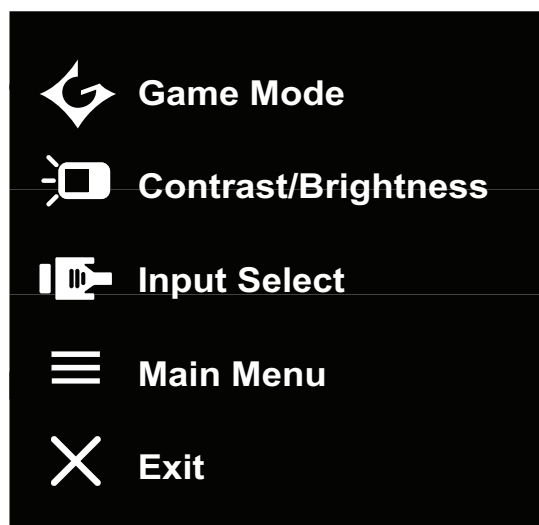 Game Mode
Contrast/Brightness
Input Select
Main Menu
Exit